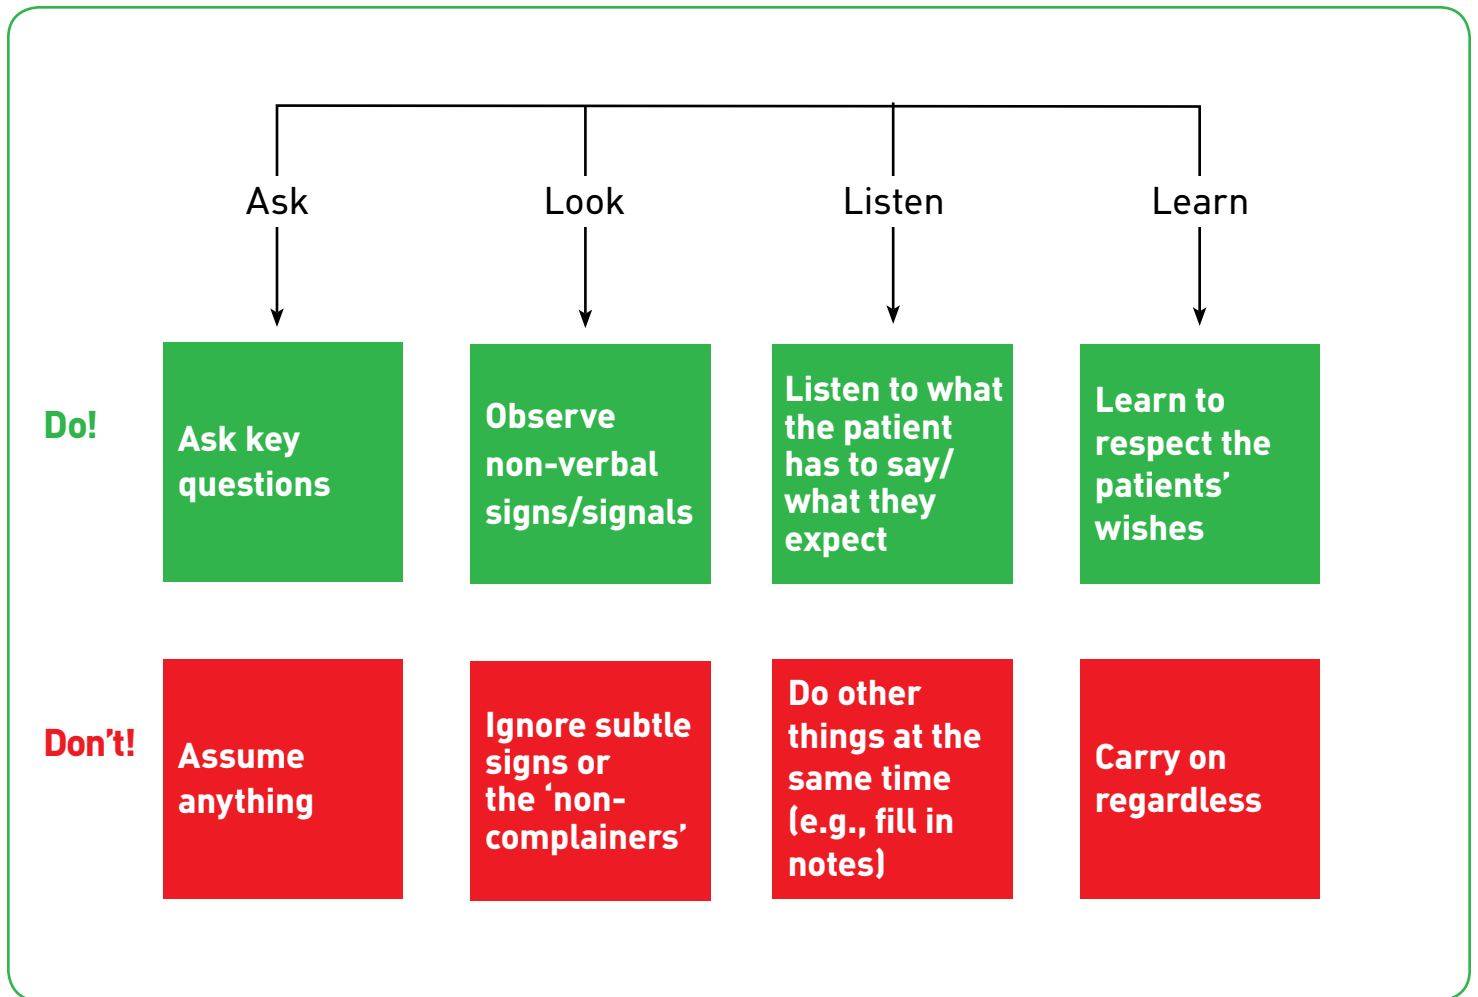 Ask
Look
Listen
Learn
Do!
Ask key
questions
Observe
non-verbal
signs/signals
Listen to what
the patient
has to say/
what they
expect
Learn to
respect the
patients’
wishes
Don’t!
Assume
anything
Ignore subtle
signs or
the ‘non-
complainers’
Do other
things at the
same time
(e.g., fill in
notes)
Carry on
regardless